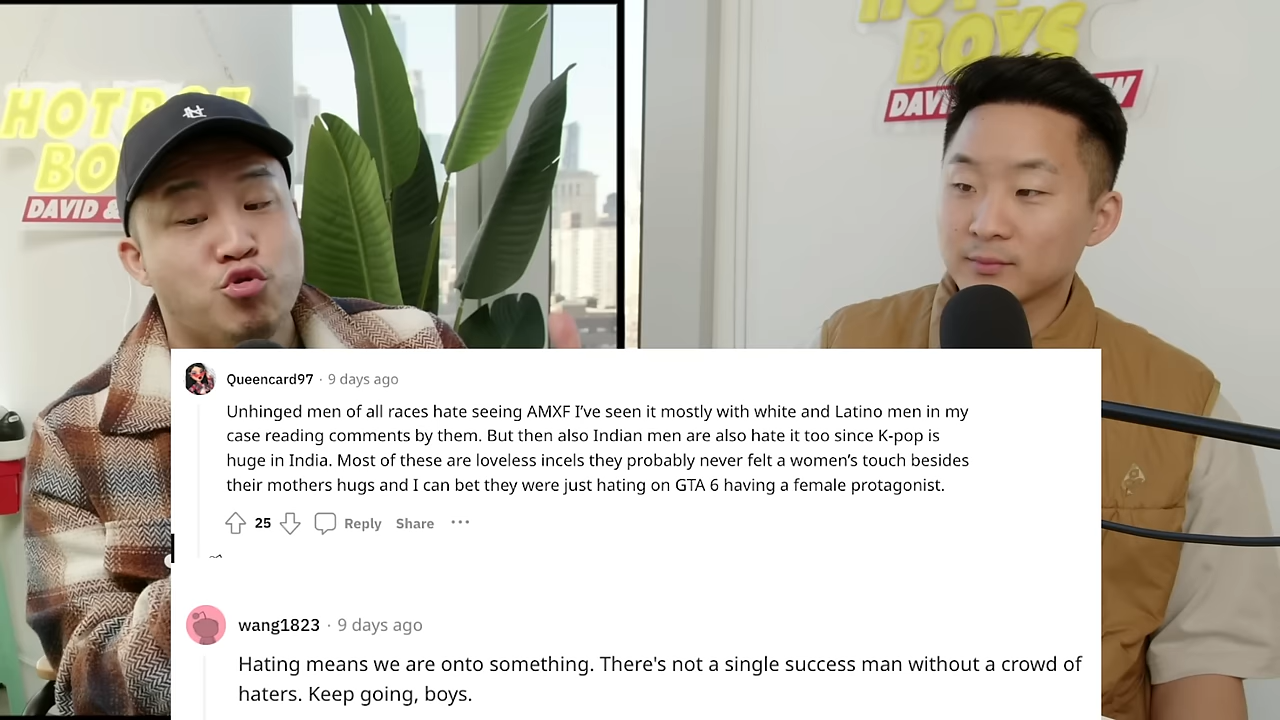 HOT
BO
DAVID &
N
HOT
BOYS
DAVI
W
Queencard97 · 9 days ago
Unhinged men of all races hate seeing AMXF I've seen it mostly with white and Latino men in my
case reading comments by them. But then also Indian men are also hate it too since K-pop is
huge in India. Most of these are loveless incels they probably never felt a women's touch besides
their mothers hugs and I can bet they were just hating on GTA 6 having a female protagonist.
25 Reply Share ···
wang1823 · 9 days ago
Hating means we are onto something. There's not a single success man without a crowd of
haters. Keep going, boys.